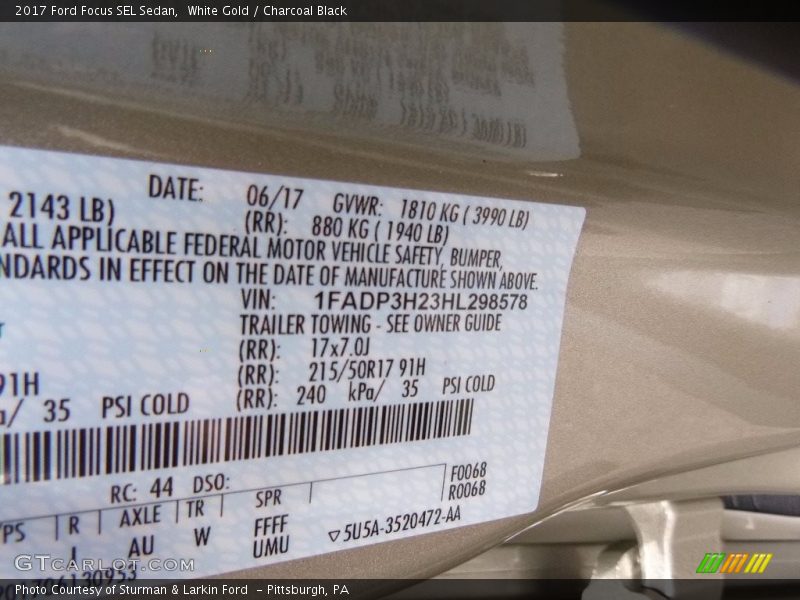 2017 Ford Focus SEL Sedan,  White Gold / Charcoal Black
DATE: 06/17 GVWR: 1810 KG ( 3990 LB)
2143 LB) (RR): 880 KG ( 1940 LB)
ALL APPLICABLE FEDERAL MOTOR VEHICLE SAFETY, BUMPER,
NDARDS IN EFFECT ON THE DATE OF MANUFACTURE SHOWN ABOVE.
VIN: 1FADP3H23HL298578
TRAILER TOWING - SEE OWNER GUIDE
(RR): 17x7.0J
91H (RR): 215/50R17 91H
/ 35 PSI COLD (RR): 240 kPa/ 35 PSI COLD
RC: 44 DSO: F0068
R0068
/PS R AXLE TR SPR
I AU W FFFF
UMU
▽5U5A-3520472-AA
GTCarLot.com
Photo Courtesy of Sturman & Larkin Ford  - Pittsburgh, PA